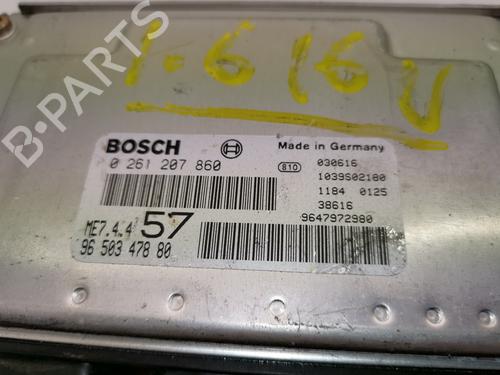 B-PARTS
1.6 16V
BOSCH
Made in Germany
0 261 207 860
810
030616
1039S02180
1184 0125
38616
9647972980
ME7.4.4 57
96 503 478 80